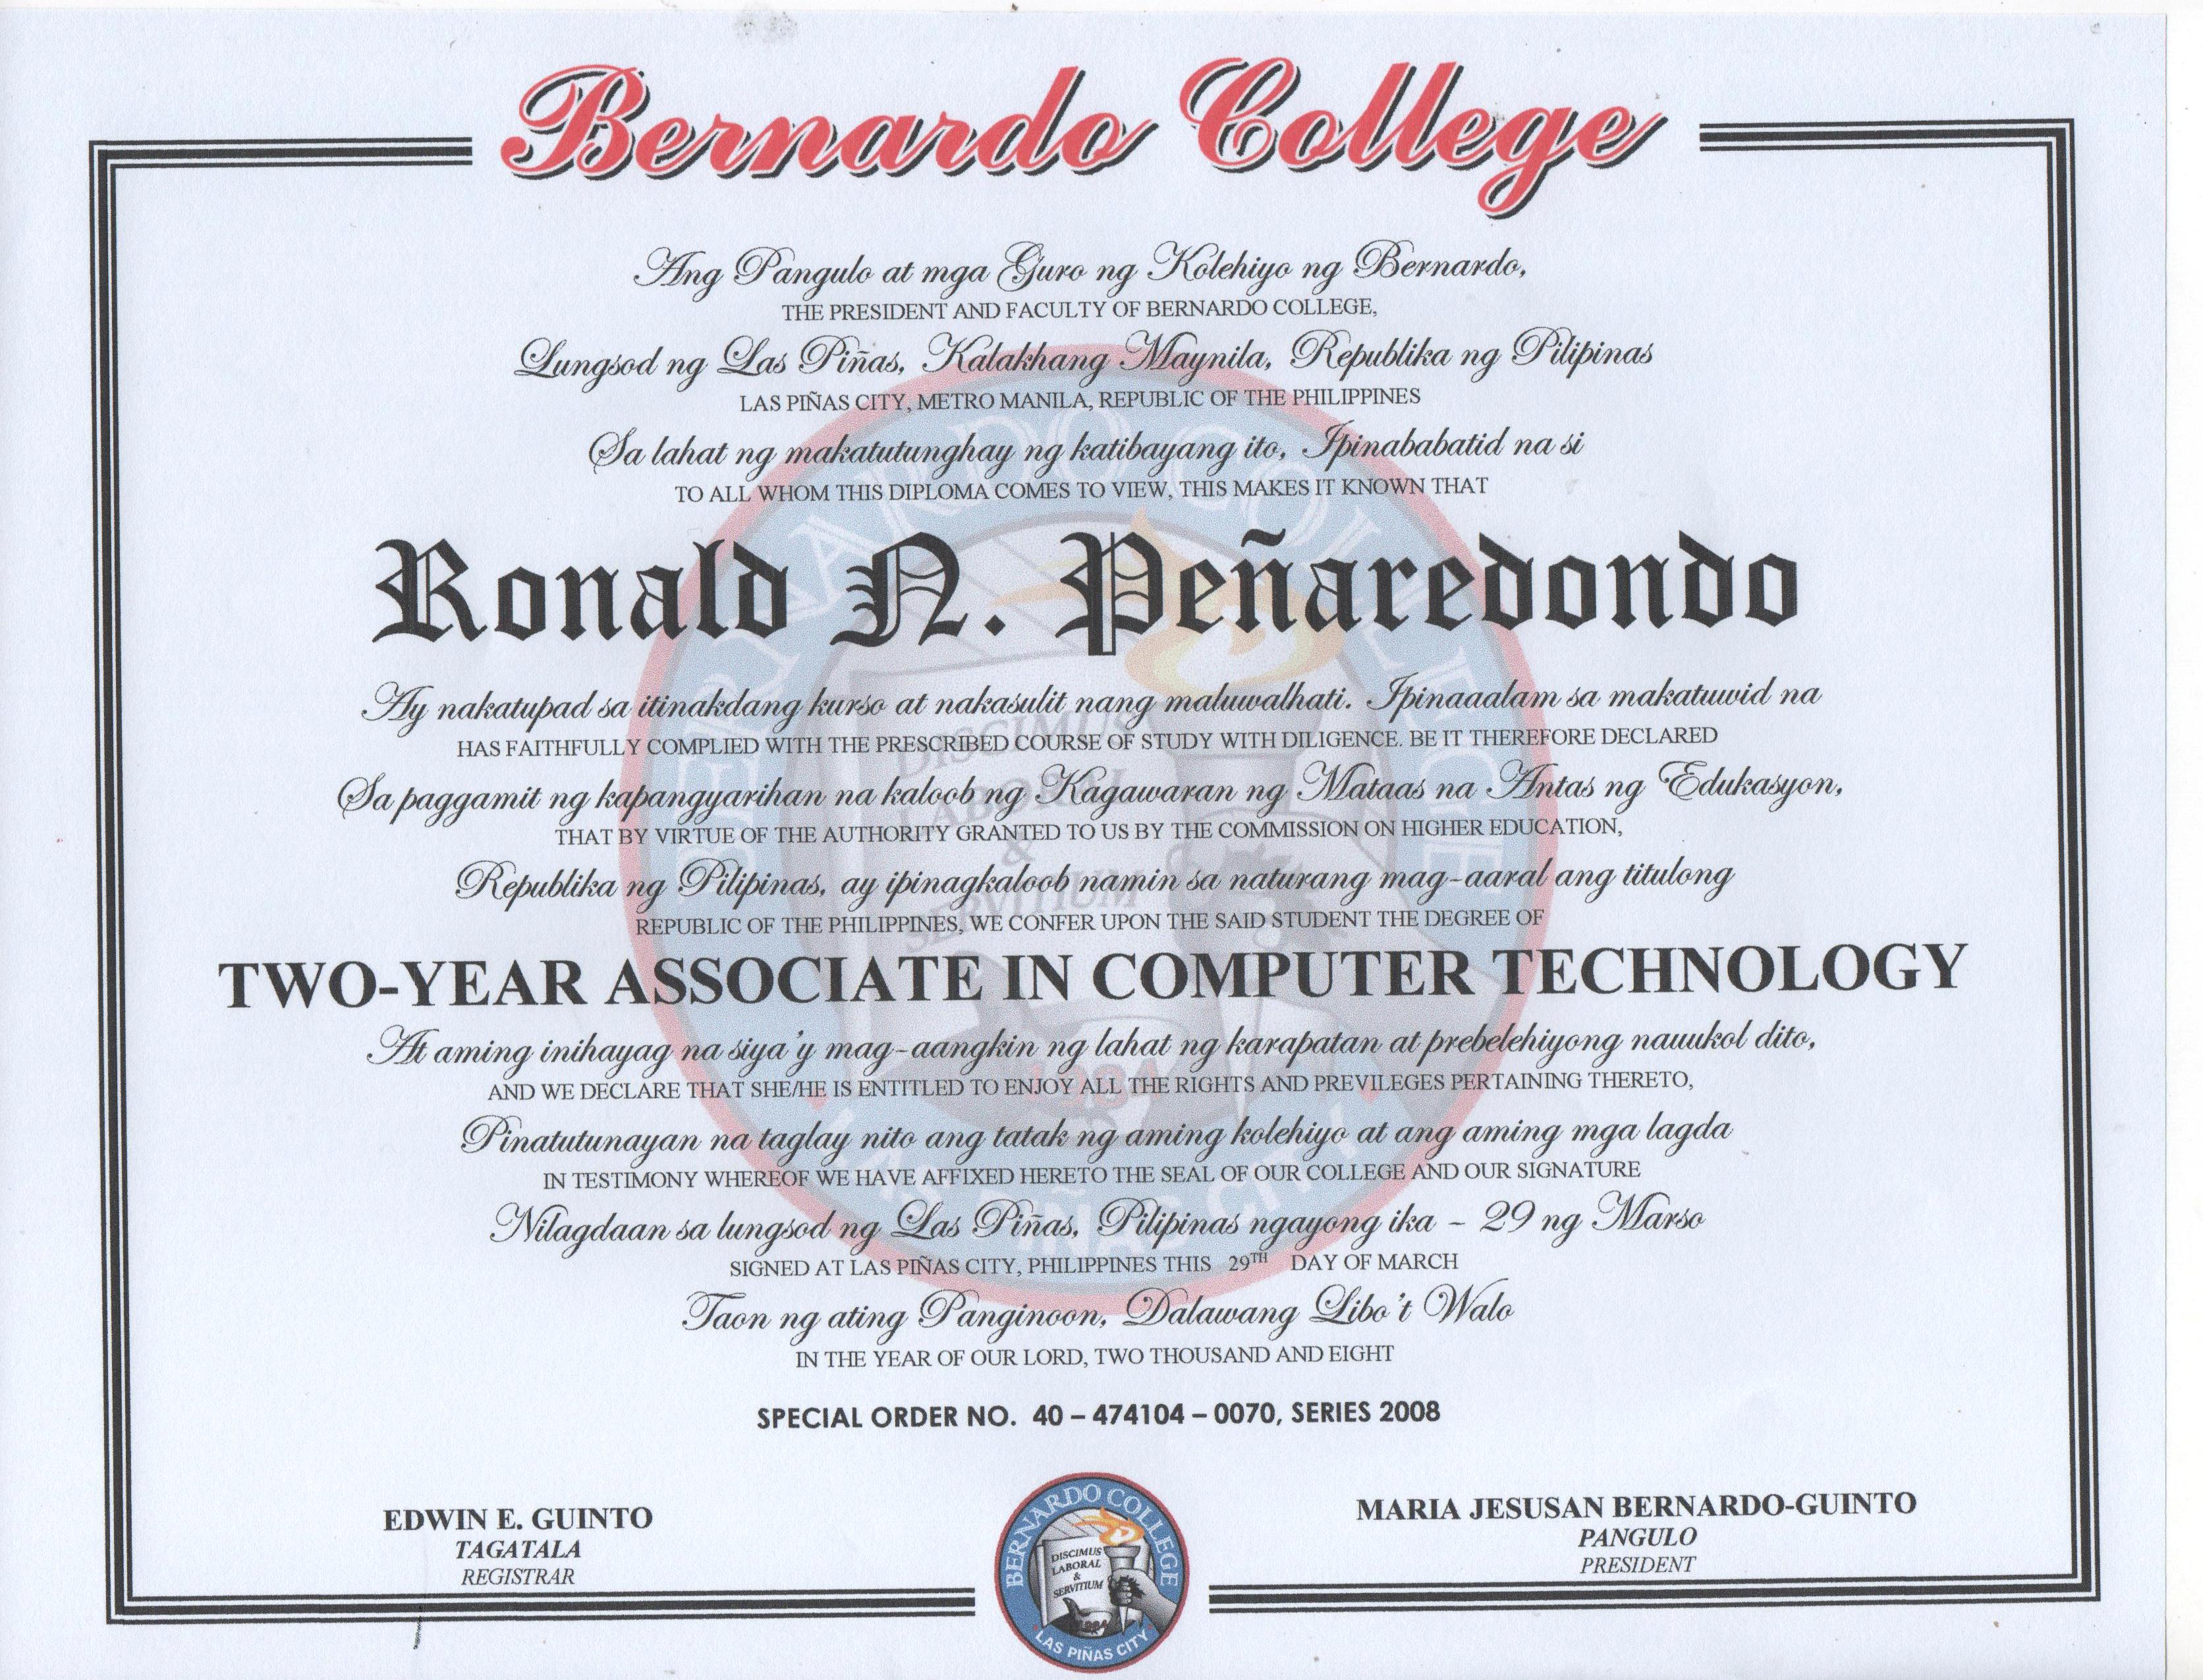 Bernardo College
Ang Pangulo at mga Guro ng Kolehiyo ng Bernardo,
THE PRESIDENT AND FACULTY OF BERNARDO COLLEGE,
Lungsod ng Las Piñas, Kalakhang Maynila, Republika ng Pilipinas
LAS PIÑAS CITY, METRO MANILA, REPUBLIC OF THE PHILIPPINES
Sa lahat ng makatutunghay ng katibayang ito, Ipinababatid na si
TO ALL WHOM THIS DIPLOMA COMES TO VIEW, THIS MAKES IT KNOWN THAT
Ronald N. Peñaredondo
Ay nakatupad sa itinakdang kurso at nakasulit nang maluwalhati. Ipinaaalam sa makatuwid na
HAS FAITHFULLY COMPLIED WITH THE PRESCRIBED COURSE OF STUDY WITH DILIGENCE. BE IT THEREFORE DECLARED
Sa paggamit ng kapangyarihan na kaloob ng Kagawaran ng Mataas na Antas ng Edukasyon,
THAT BY VIRTUE OF THE AUTHORITY GRANTED TO US BY THE COMMISSION ON HIGHER EDUCATION,
Republika ng Pilipinas, ay ipinagkaloob namin sa naturang mag-aaral ang titulong
REPUBLIC OF THE PHILIPPINES, WE CONFER UPON THE SAID STUDENT THE DEGREE OF
TWO-YEAR ASSOCIATE IN COMPUTER TECHNOLOGY
At aming inihayag na siya'y mag-aangkin ng lahat ng karapatan at prebelehiyong nauukol dito,
AND WE DECLARE THAT SHE/HE IS ENTITLED TO ENJOY ALL THE RIGHTS AND PREVILEGES PERTAINING THERETO,
Pinatutunayan na taglay nito ang tatak ng aming kolehiyo at ang aming mga lagda
IN TESTIMONY WHEREOF WE HAVE AFFIXED HERETO THE SEAL OF OUR COLLEGE AND OUR SIGNATURE
Nilagdaan sa lungsod ng Las Piñas, Pilipinas ngayong ika - 29 ng Marso
SIGNED AT LAS PIÑAS CITY, PHILIPPINES THIS 29TH DAY OF MARCH
Taon ng ating Panginoon, Dalawang Libo't Walo
IN THE YEAR OF OUR LORD, TWO THOUSAND AND EIGHT
SPECIAL ORDER NO. 40 – 474104 – 0070, SERIES 2008
EDWIN E. GUINTO
TAGATALA
REGISTRAR
BERNARDO COLLEGE
DISCIMUS
LABORAL
&
SERVITIUM
1994
LAS PIÑAS CITY
MARIA JESUSAN BERNARDO-GUINTO
PANGULO
PRESIDENT